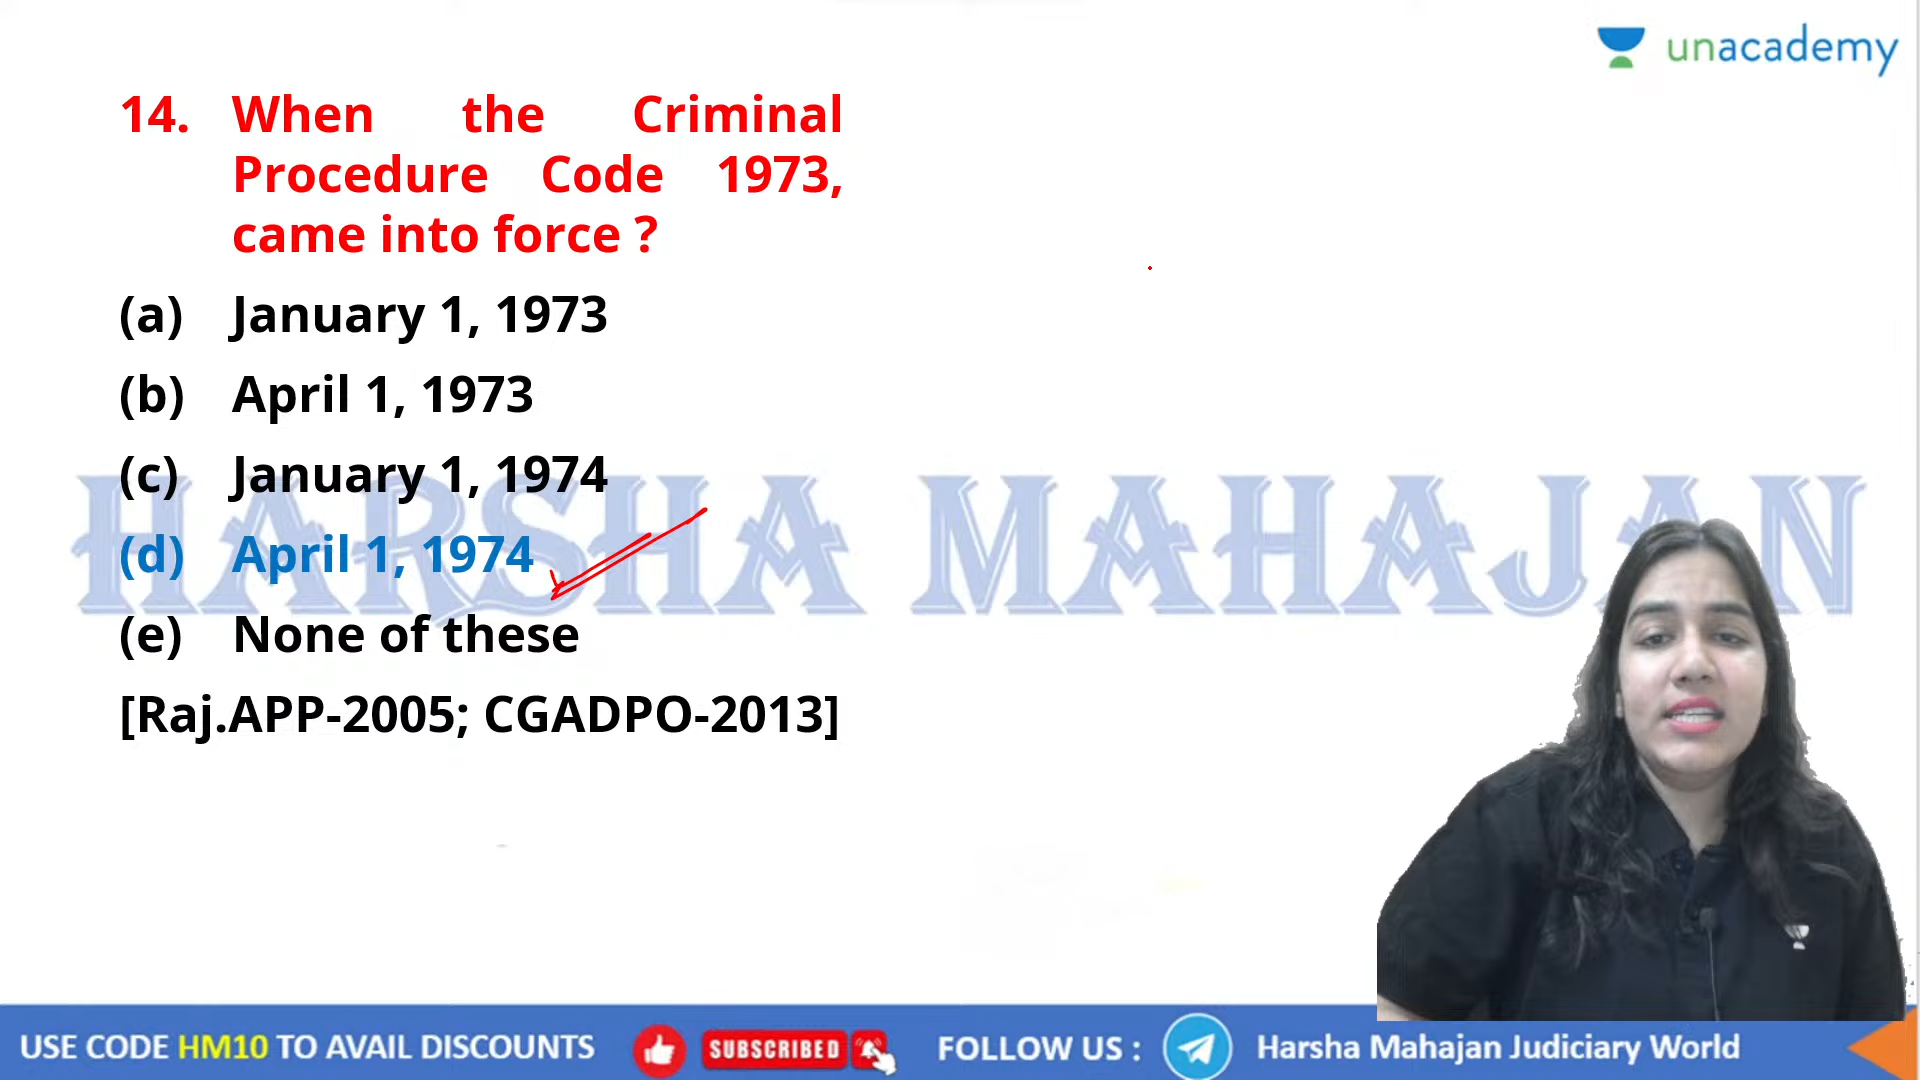 unacademy
14. When the Criminal
Procedure Code 1973,
came into force ?
(a) January 1, 1973
(b) April 1, 1973
(c) January 1, 1974
(d) April 1, 1974
(e) None of these
[Raj.APP-2005; CGADPO-2013]
HARSHA MAHAJAN
USE CODE HM10 TO AVAIL DISCOUNTS
SUBSCRIBED
FOLLOW US :
Harsha Mahajan Judiciary World